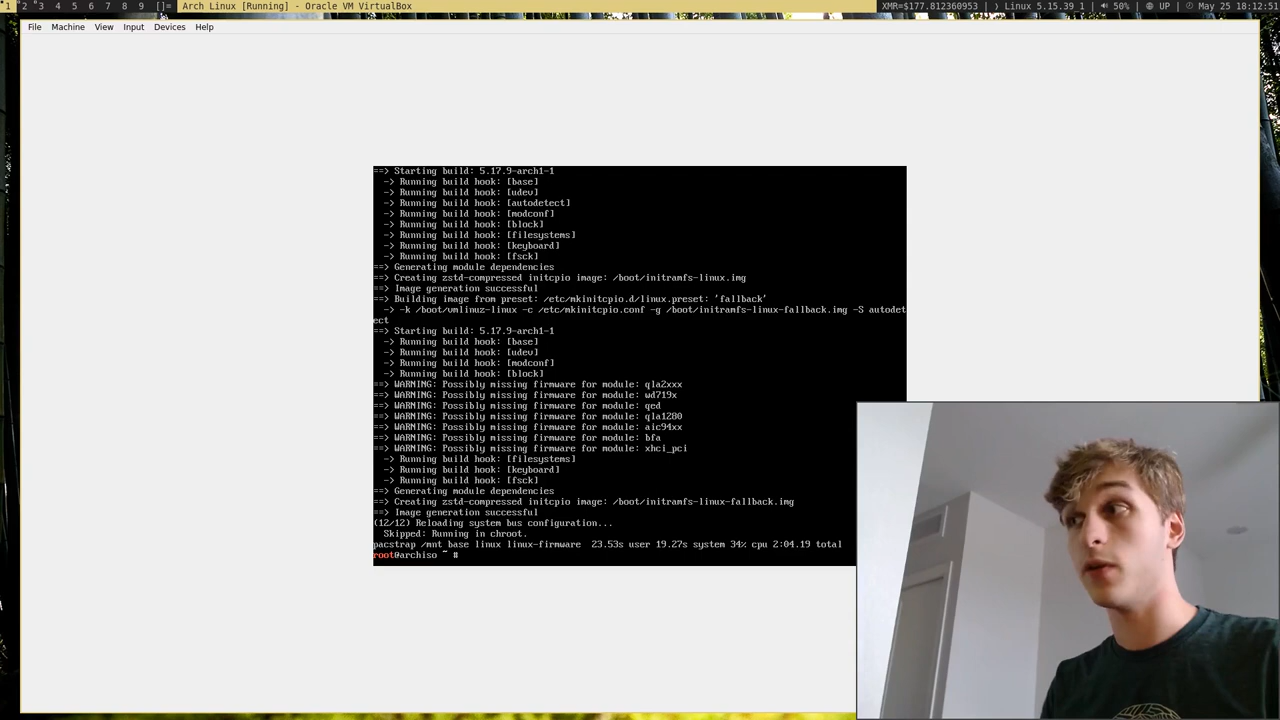 1 2 3 4 5 6 7 8 9 []= Arch Linux [Running] - Oracle VM VirtualBox XMR=$177.812360953 | Linux 5.15.39 1 | 50% | UP | May 25 18:12:51
File Machine View Input Devices Help
==> Starting build: 5.17.9-arch1-1
-> Running build hook: [base]
-> Running build hook: [udev]
-> Running build hook: [autodetect]
-> Running build hook: [modconf]
-> Running build hook: [block]
-> Running build hook: [filesystems]
-> Running build hook: [keyboard]
-> Running build hook: [fsck]
==> Generating module dependencies
==> Creating zstd-compressed initcpio image: /boot/initramfs-linux.img
==> Image generation successful
==> Building image from preset: /etc/mkinitcpio.d/linux.preset: 'fallback'
-> -k /boot/vmlinuz-linux -c /etc/mkinitcpio.conf -g /boot/initramfs-linux-fallback.img -S autodet
ect
==> Starting build: 5.17.9-arch1-1
-> Running build hook: [base]
-> Running build hook: [udev]
-> Running build hook: [modconf]
-> Running build hook: [block]
==> WARNING: Possibly missing firmware for module: qla2xxx
==> WARNING: Possibly missing firmware for module: wd719x
==> WARNING: Possibly missing firmware for module: qed
==> WARNING: Possibly missing firmware for module: qla1280
==> WARNING: Possibly missing firmware for module: aic94xx
==> WARNING: Possibly missing firmware for module: bfa
==> WARNING: Possibly missing firmware for module: xhci_pci
-> Running build hook: [filesystems]
-> Running build hook: [keyboard]
-> Running build hook: [fsck]
==> Generating module dependencies
==> Creating zstd-compressed initcpio image: /boot/initramfs-linux-fallback.img
==> Image generation successful
(12/12) Reloading system bus configuration...
Skipped: Running in chroot.
pacstrap /mnt base linux linux-firmware 23.53s user 19.27s system 34% cpu 2:04.19 total
root@archiso ~ #